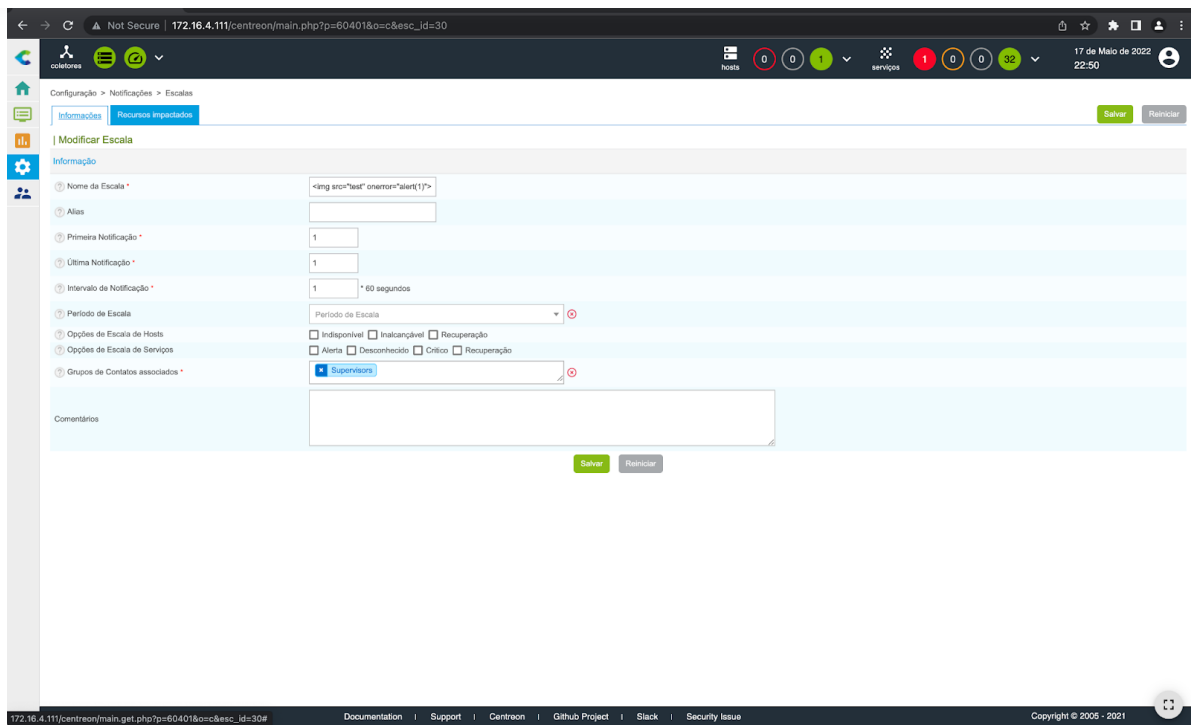 Not Secure | 172.16.4.111/centreon/main.php?p=60401&o=c&esc_id=30
coletores
hosts
0 0 1
serviços
1 0 0 32
17 de Maio de 2022
22:50
Configuração > Notificações > Escalas
Informações Recursos impactados Salvar Reiniciar
| Modificar Escala
Informação
? Nome da Escala * <img src="test" onerror="alert(1)">
? Alias
? Primeira Notificação * 1
? Última Notificação * 1
? Intervalo de Notificação * 1 * 60 segundos
? Período de Escala Período de Escala
? Opções de Escala de Hosts Indisponível Inalcançável Recuperação
? Opções de Escala de Serviços Alerta Desconhecido Crítico Recuperação
? Grupos de Contatos associados * Supervisors
Comentários
Salvar Reiniciar
172.16.4.111/centreon/main.get.php?p=60401&o=c&esc_id=30#
Documentation | Support | Centreon | Github Project | Slack | Security Issue
Copyright © 2005 - 2021